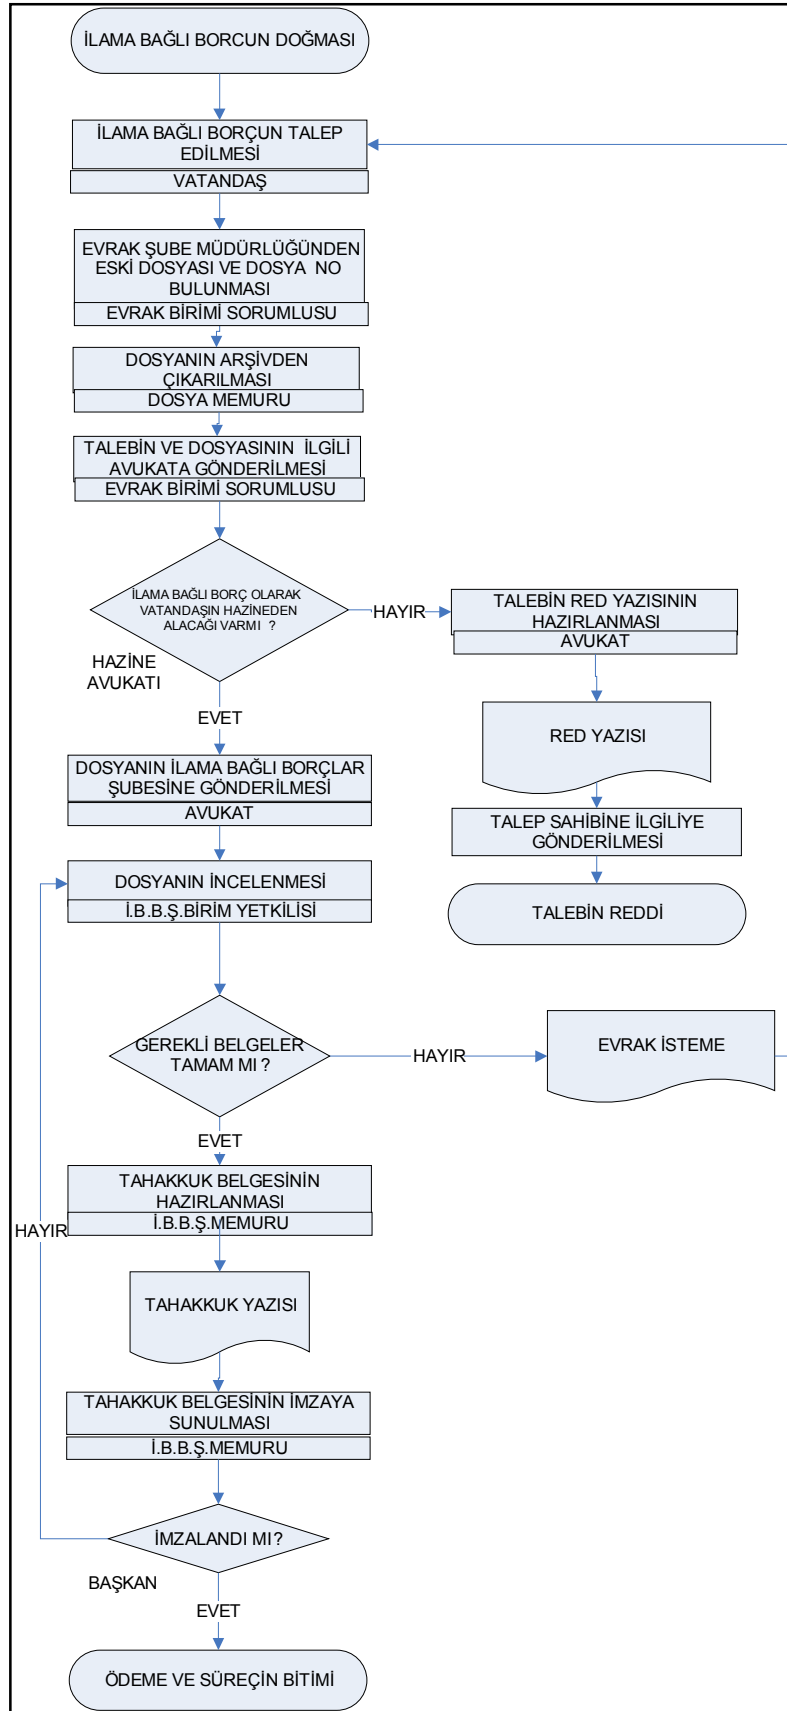 İLAMA BAĞLI BORCUN DOĞMASI
İLAMA BAĞLI BORÇUN TALEP
EDİLMESİ
VATANDAŞ
EVRAK ŞUBE MÜDÜRLÜĞÜNDEN
ESKİ DOSYASI VE DOSYA NO
BULUNMASI
EVRAK BİRİMİ SORUMLUSU
DOSYANIN ARŞİVDEN
ÇIKARILMASI
DOSYA MEMURU
TALEBİN VE DOSYASININ İLGİLİ
AVUKATA GÖNDERİLMESİ
EVRAK BİRİMİ SORUMLUSU
İLAMA BAĞLI BORÇ OLARAK
VATANDAŞIN HAZİNEDEN
ALACAĞI VARMI ?
HAZİNE
AVUKATI
HAYIR
TALEBİN RED YAZISININ
HAZIRLANMASI
AVUKAT
RED YAZISI
TALEP SAHİBİNE İLGİLİYE
GÖNDERİLMESİ
TALEBİN REDDİ
EVET
DOSYANIN İLAMA BAĞLI BORÇLAR
ŞUBESİNE GÖNDERİLMESİ
AVUKAT
DOSYANIN İNCELENMESİ
İ.B.B.Ş.BİRİM YETKİLİSİ
GEREKLİ BELGELER
TAMAM MI ?
HAYIR
EVRAK İSTEME
EVET
TAHAKKUK BELGESİNİN
HAZIRLANMASI
İ.B.B.Ş.MEMURU
HAYIR
TAHAKKUK YAZISI
TAHAKKUK BELGESİNİN İMZAYA
SUNULMASI
İ.B.B.Ş.MEMURU
İMZALANDI MI?
BAŞKAN
EVET
ÖDEME VE SÜREÇİN BİTİMİ